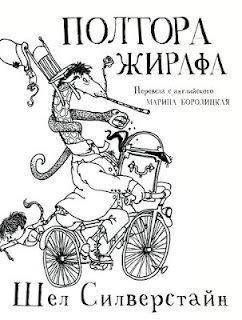 ПОЛТОРА
ЖИРАФА
Перевела с английского
МАРИНА БОРОДИЦКАЯ
Шел Силверстайн